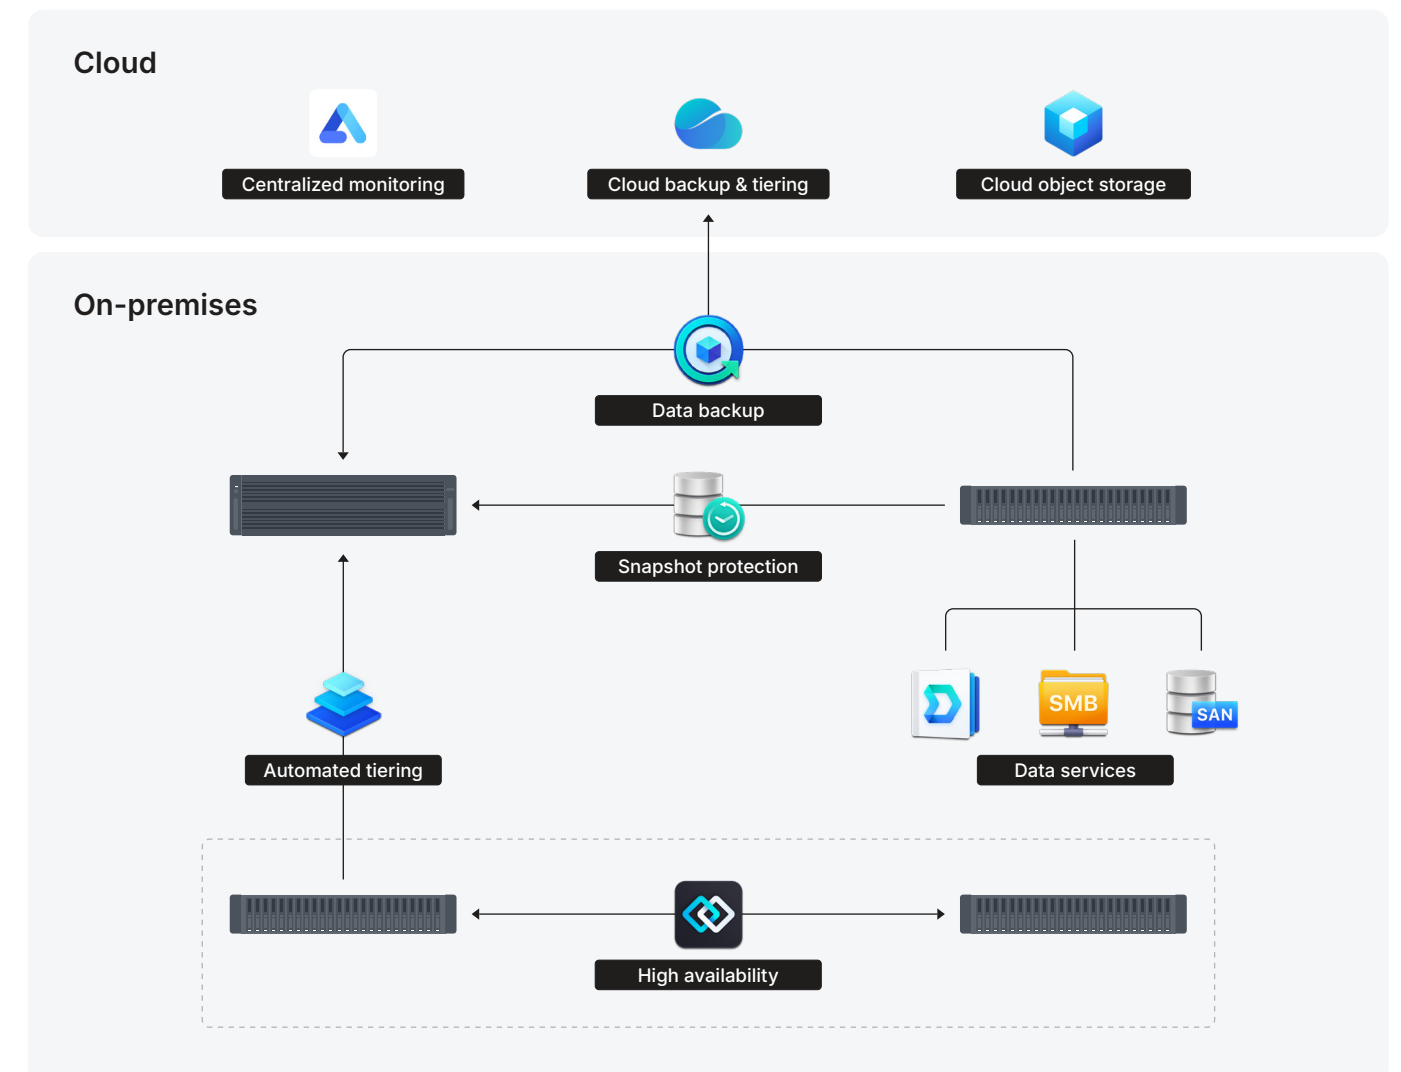 Cloud
Centralized monitoring
Cloud backup & tiering
Cloud object storage
On-premises
Data backup
Snapshot protection
SMB
SAN
Automated tiering
Data services
High availability